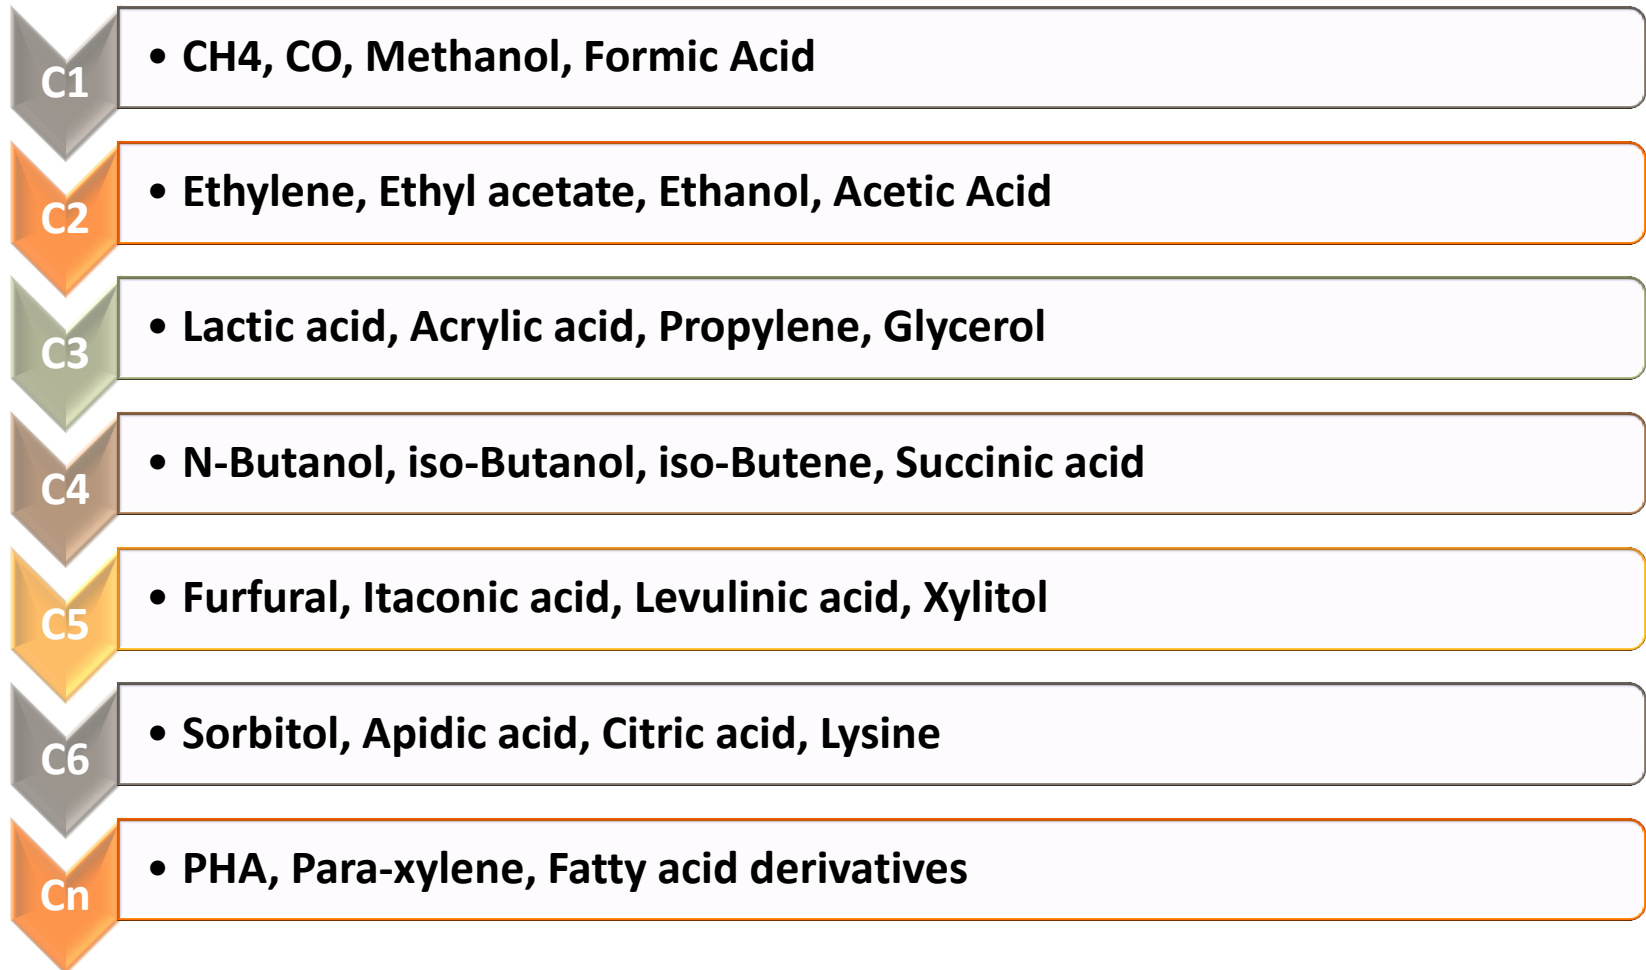 C1
• CH4, CO, Methanol, Formic Acid
C2
• Ethylene, Ethyl acetate, Ethanol, Acetic Acid
C3
• Lactic acid, Acrylic acid, Propylene, Glycerol
C4
• N-Butanol, iso-Butanol, iso-Butene, Succinic acid
C5
• Furfural, Itaconic acid, Levulinic acid, Xylitol
C6
• Sorbitol, Apidic acid, Citric acid, Lysine
Cn
• PHA, Para-xylene, Fatty acid derivatives